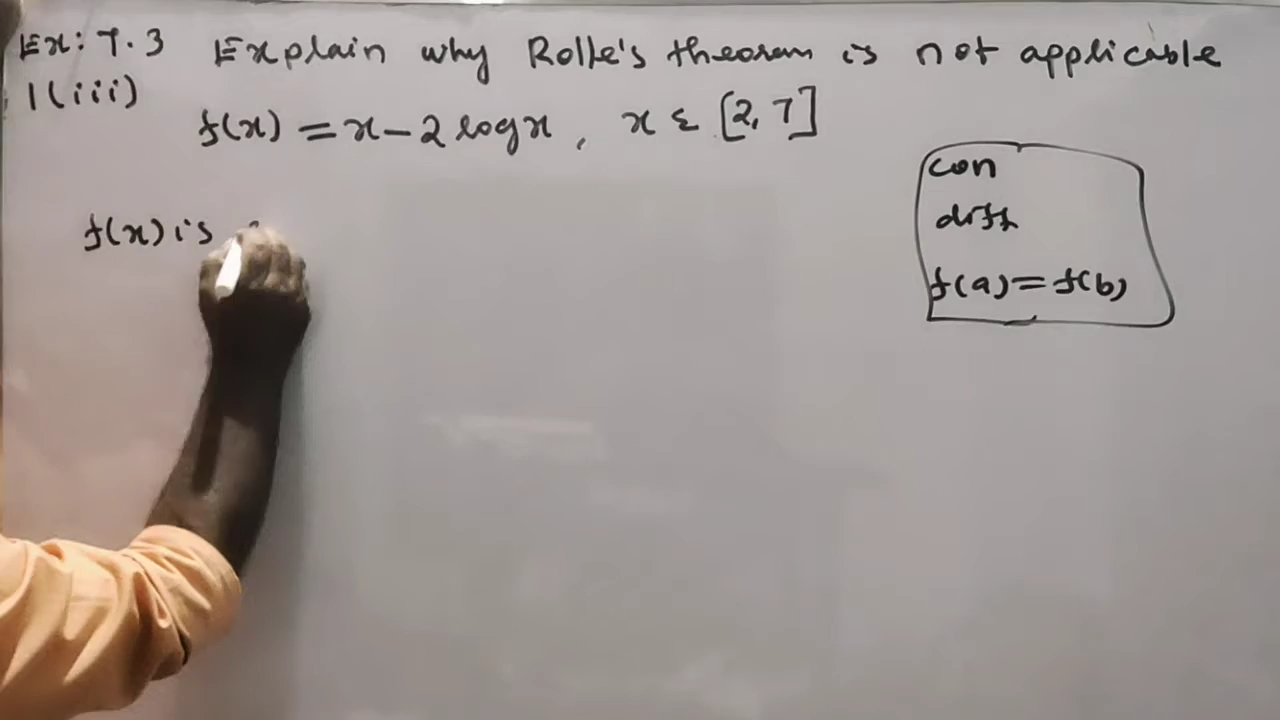 Ex: 7.3 Explain why Rolle's theorem is not applicable
1(iii)
f(x) = x - 2 log x, x ε [2, 7]
con
diff
f(a) = f(b)
f(x) is